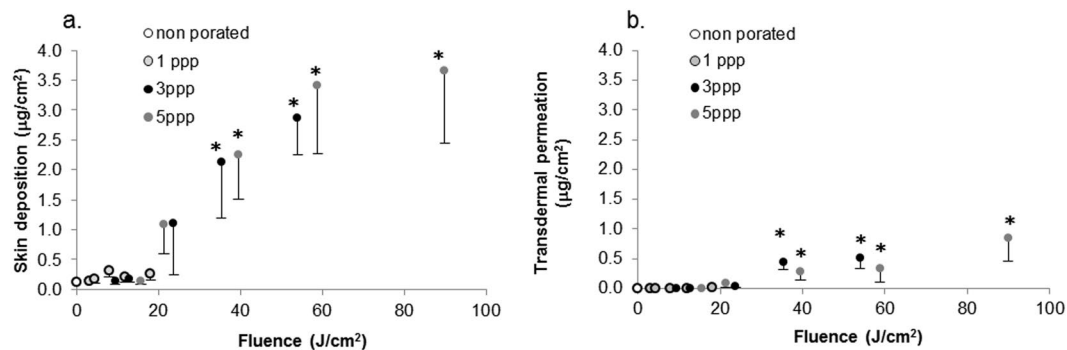 a.
non porated
1 ppp
3ppp
5ppp
4.0
3.5
3.0
2.5
2.0
1.5
1.0
0.5
0.0
Skin deposition (μg/cm²)
* * * * *
0 20 40 60 80 100
Fluence (J/cm²)
b.
non porated
1 ppp
3ppp
5ppp
4.0
3.5
3.0
2.5
2.0
1.5
1.0
0.5
0.0
Transdermal permeation
(μg/cm²)
* * * * *
0 20 40 60 80 100
Fluence (J/cm²)